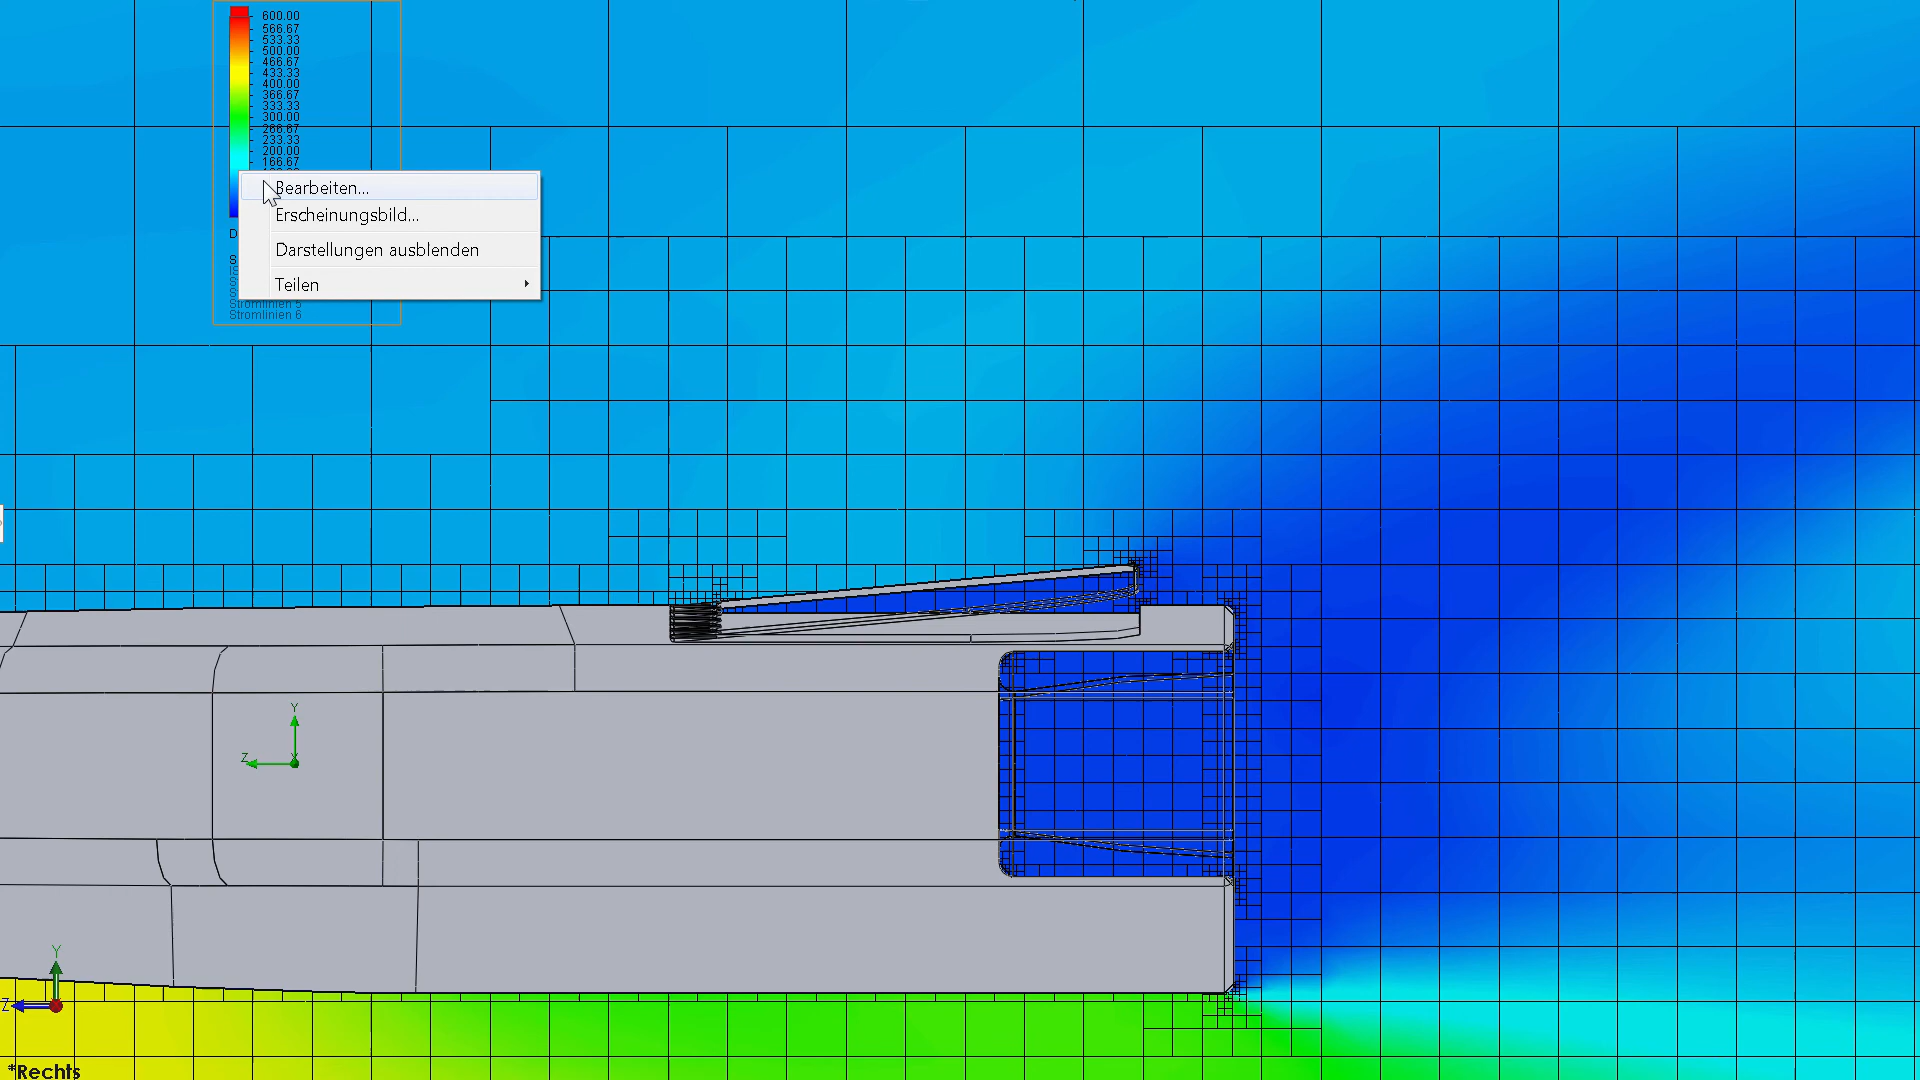 600.00
566.67
533.33
500.00
466.67
433.33
400.00
366.67
333.33
300.00
266.67
233.33
200.00
166.67
Bearbeiten...
Erscheinungsbild...
Darstellungen ausblenden
Teilen
D
S
Stromlinien 5
Stromlinien 6
Y
Z
Y
Z
*Rechts